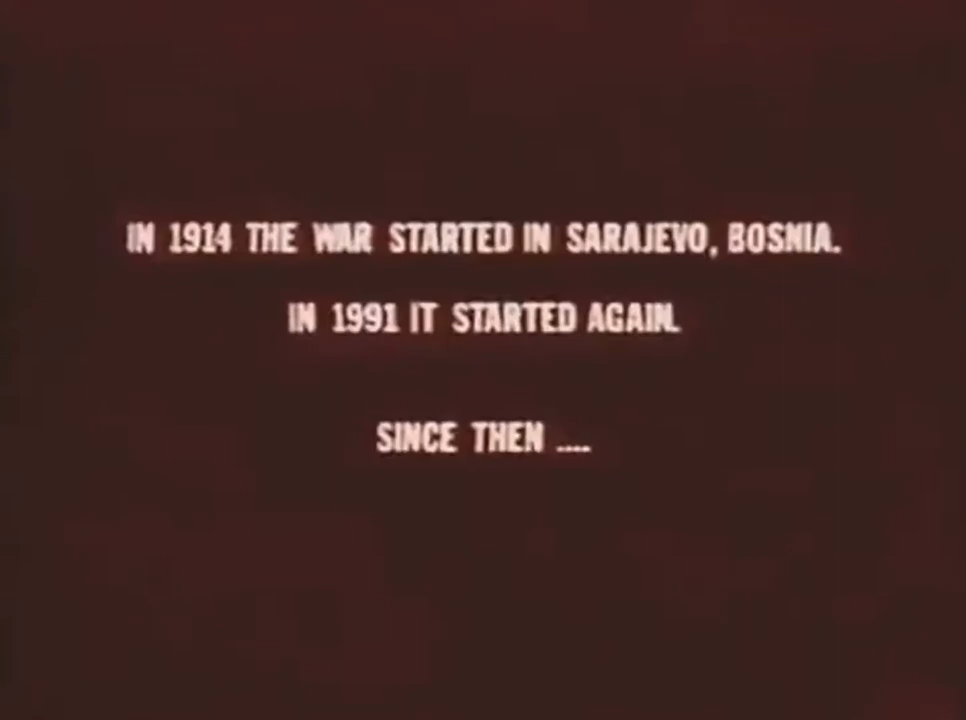 IN 1914 THE WAR STARTED IN SARAJEVO, BOSNIA.
IN 1991 IT STARTED AGAIN.
SINCE THEN ....